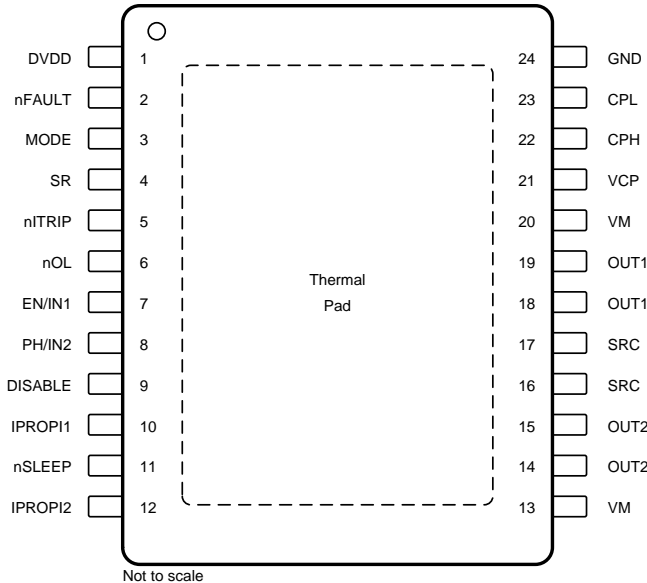 DVDD 1 24 GND
nFAULT 2 23 CPL
MODE 3 22 CPH
SR 4 21 VCP
nITRIP 5 20 VM
nOL 6 19 OUT1
Thermal
Pad
EN/IN1 7 18 OUT1
PH/IN2 8 17 SRC
DISABLE 9 16 SRC
IPROPI1 10 15 OUT2
nSLEEP 11 14 OUT2
IPROPI2 12 13 VM
Not to scale